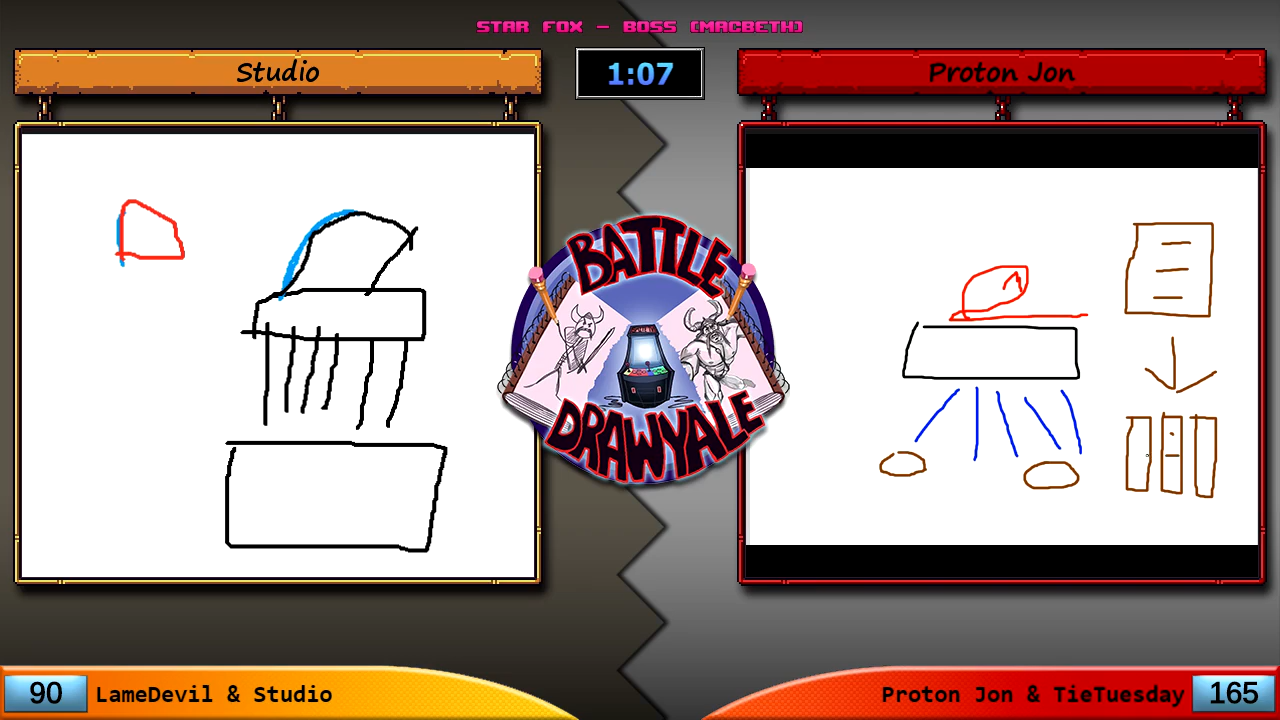 STAR FOX - BOSS (MACBETH)
Studio
1:07
Proton Jon
BATTLE
DRAWYALE
90
LameDevil & Studio
Proton Jon & TieTuesday
165